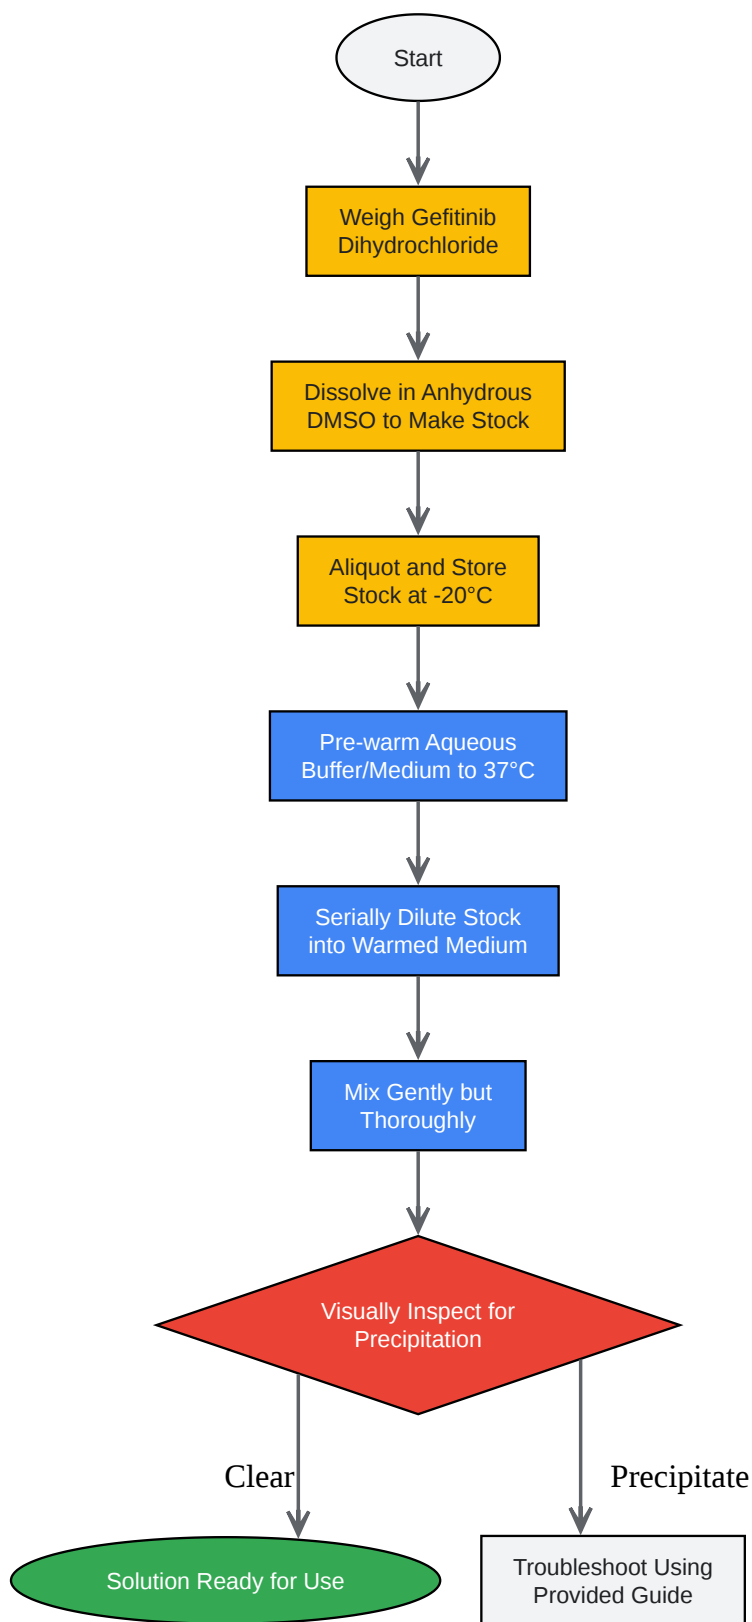 Start
Weigh Gefitinib
Dihydrochloride
Dissolve in Anhydrous
DMSO to Make Stock
Aliquot and Store
Stock at -20°C
Pre-warm Aqueous
Buffer/Medium to 37°C
Serially Dilute Stock
into Warmed Medium
Mix Gently but
Thoroughly
Visually Inspect for
Precipitation
Clear
Precipitate
Solution Ready for Use
Troubleshoot Using
Provided Guide